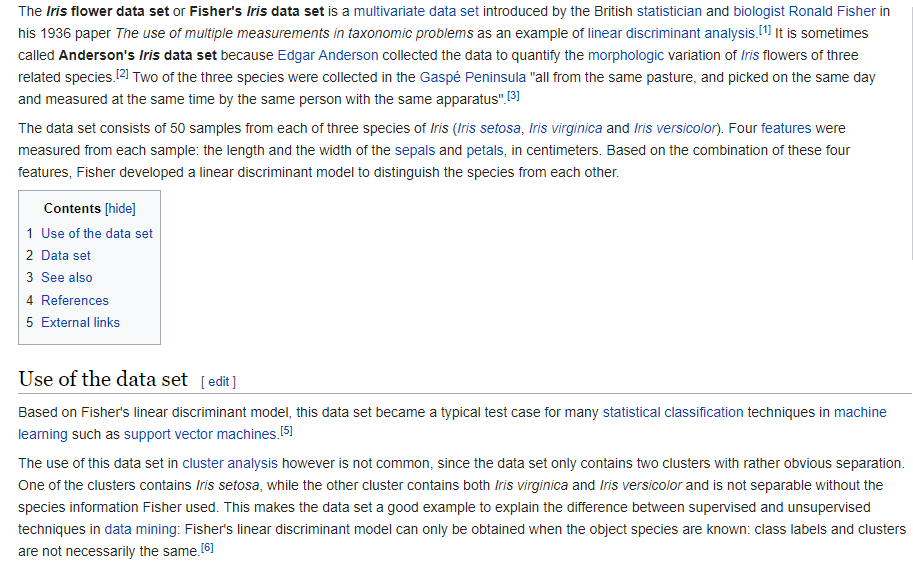 The Iris flower data set or Fisher's Iris data set is a multivariate data set introduced by the British statistician and biologist Ronald Fisher in
his 1936 paper The use of multiple measurements in taxonomic problems as an example of linear discriminant analysis.[1] It is sometimes
called Anderson's Iris data set because Edgar Anderson collected the data to quantify the morphologic variation of Iris flowers of three
related species.[2] Two of the three species were collected in the Gaspé Peninsula "all from the same pasture, and picked on the same day
and measured at the same time by the same person with the same apparatus".[3]
The data set consists of 50 samples from each of three species of Iris (Iris setosa, Iris virginica and Iris versicolor). Four features were
measured from each sample: the length and the width of the sepals and petals, in centimeters. Based on the combination of these four
features, Fisher developed a linear discriminant model to distinguish the species from each other.
Contents [hide]
1 Use of the data set
2 Data set
3 See also
4 References
5 External links
Use of the data set [ edit ]
Based on Fisher's linear discriminant model, this data set became a typical test case for many statistical classification techniques in machine
learning such as support vector machines.[5]
The use of this data set in cluster analysis however is not common, since the data set only contains two clusters with rather obvious separation.
One of the clusters contains Iris setosa, while the other cluster contains both Iris virginica and Iris versicolor and is not separable without the
species information Fisher used. This makes the data set a good example to explain the difference between supervised and unsupervised
techniques in data mining: Fisher's linear discriminant model can only be obtained when the object species are known: class labels and clusters
are not necessarily the same.[6]